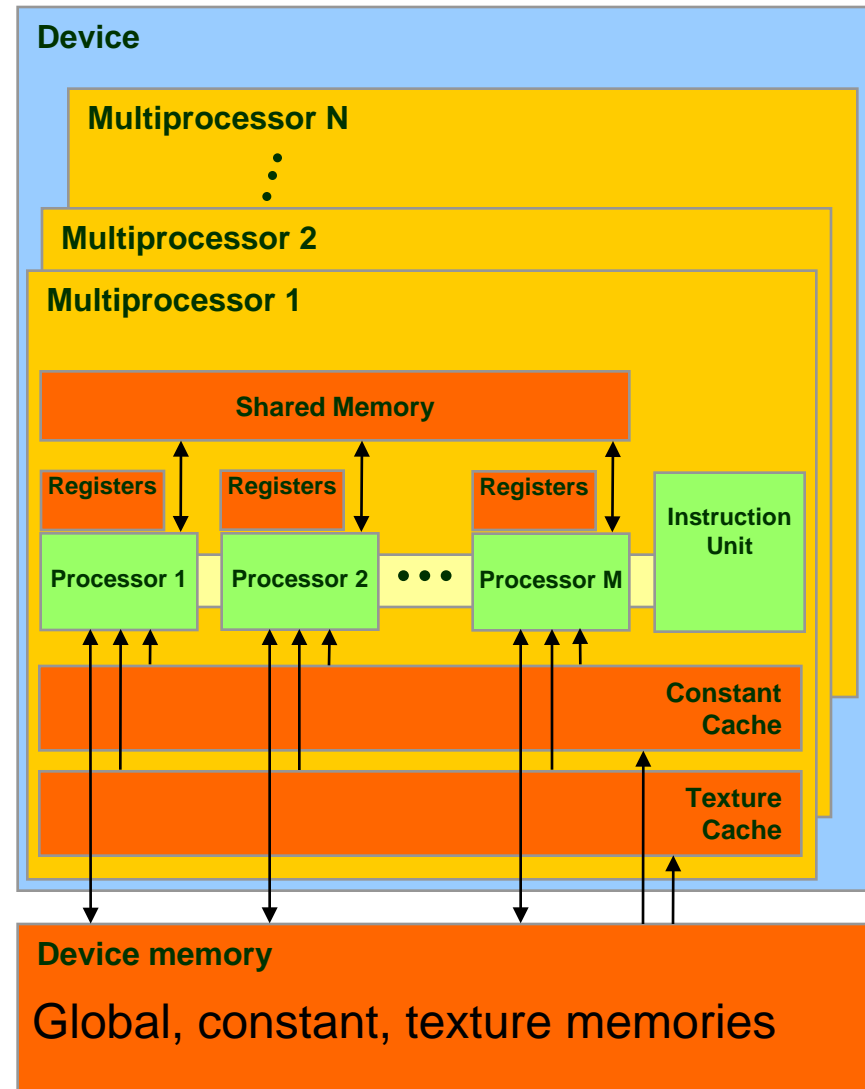 Device
Multiprocessor N
Multiprocessor 2
Multiprocessor 1
Shared Memory
Registers
Registers
Registers
Instruction
Unit
Processor 1
Processor 2
Processor M
Constant
Cache
Texture
Cache
Device memory
Global, constant, texture memories